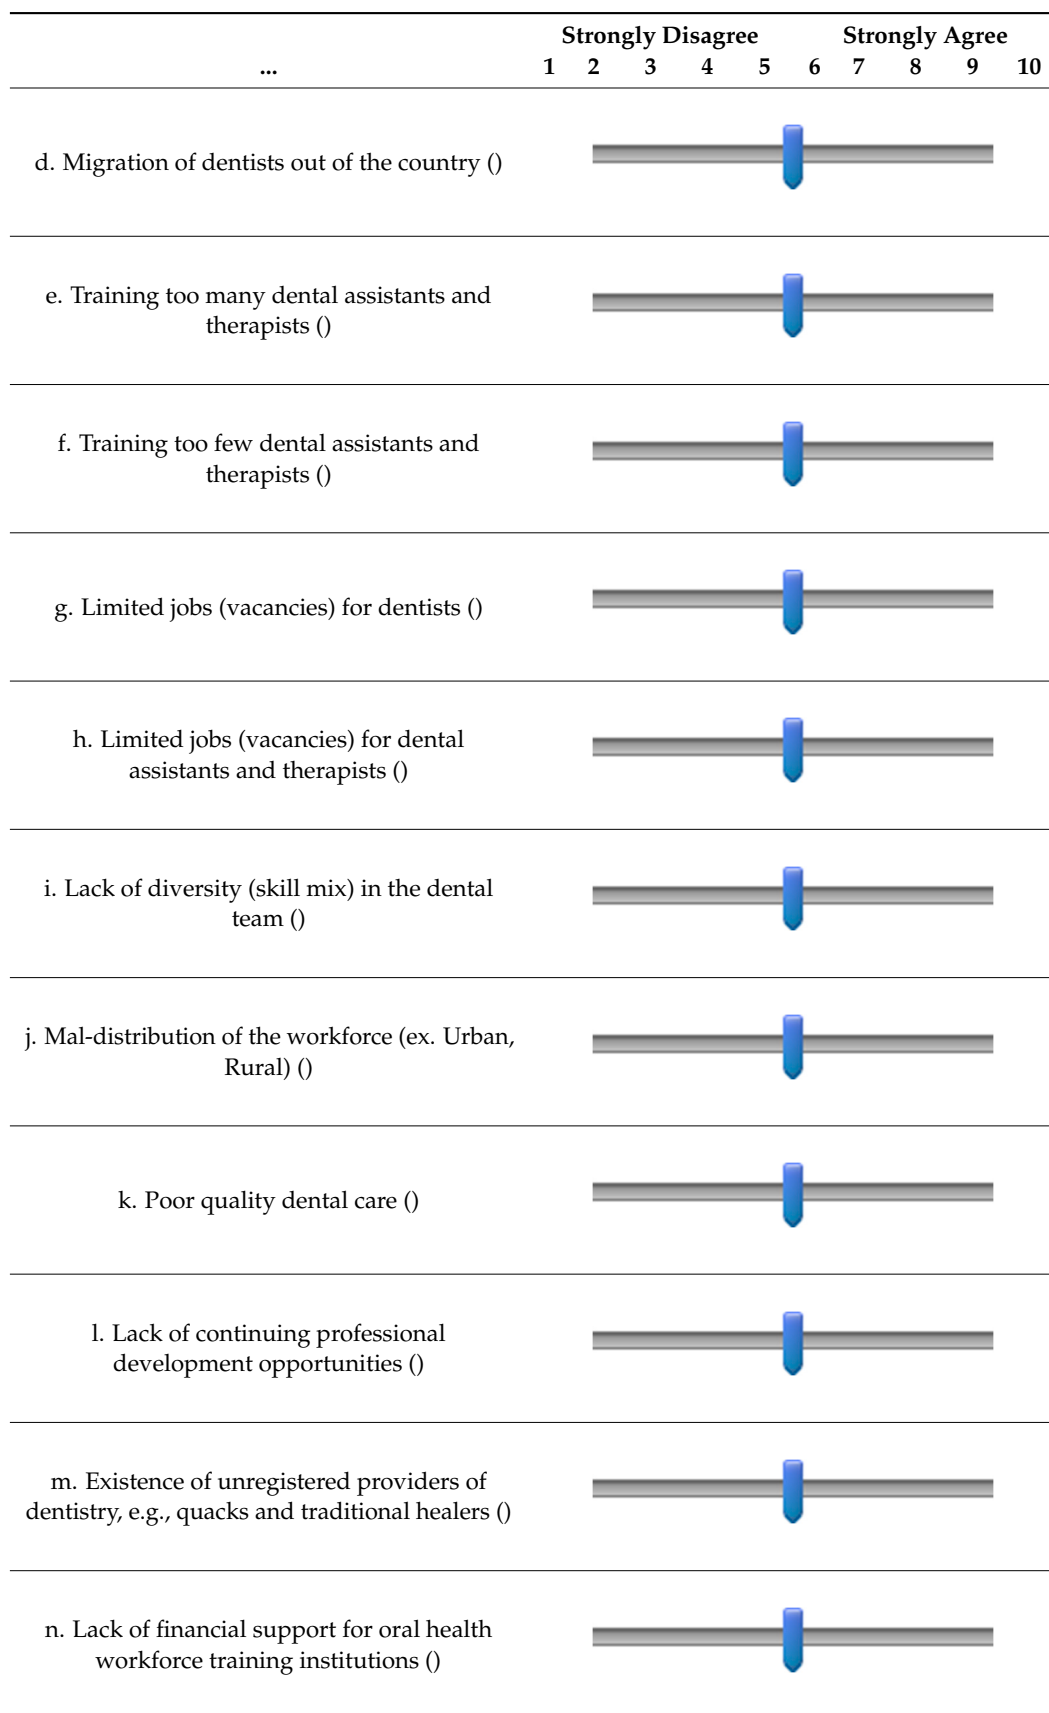 Strongly Disagree Strongly Agree
... 1 2 3 4 5 6 7 8 9 10
d. Migration of dentists out of the country ()
e. Training too many dental assistants and
therapists ()
f. Training too few dental assistants and
therapists ()
g. Limited jobs (vacancies) for dentists ()
h. Limited jobs (vacancies) for dental
assistants and therapists ()
i. Lack of diversity (skill mix) in the dental
team ()
j. Mal-distribution of the workforce (ex. Urban,
Rural) ()
k. Poor quality dental care ()
l. Lack of continuing professional
development opportunities ()
m. Existence of unregistered providers of
dentistry, e.g., quacks and traditional healers ()
n. Lack of financial support for oral health
workforce training institutions ()